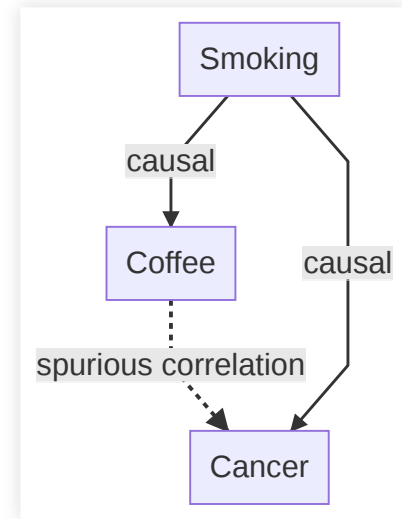 Smoking
causal
Coffee
causal
spurious correlation
Cancer